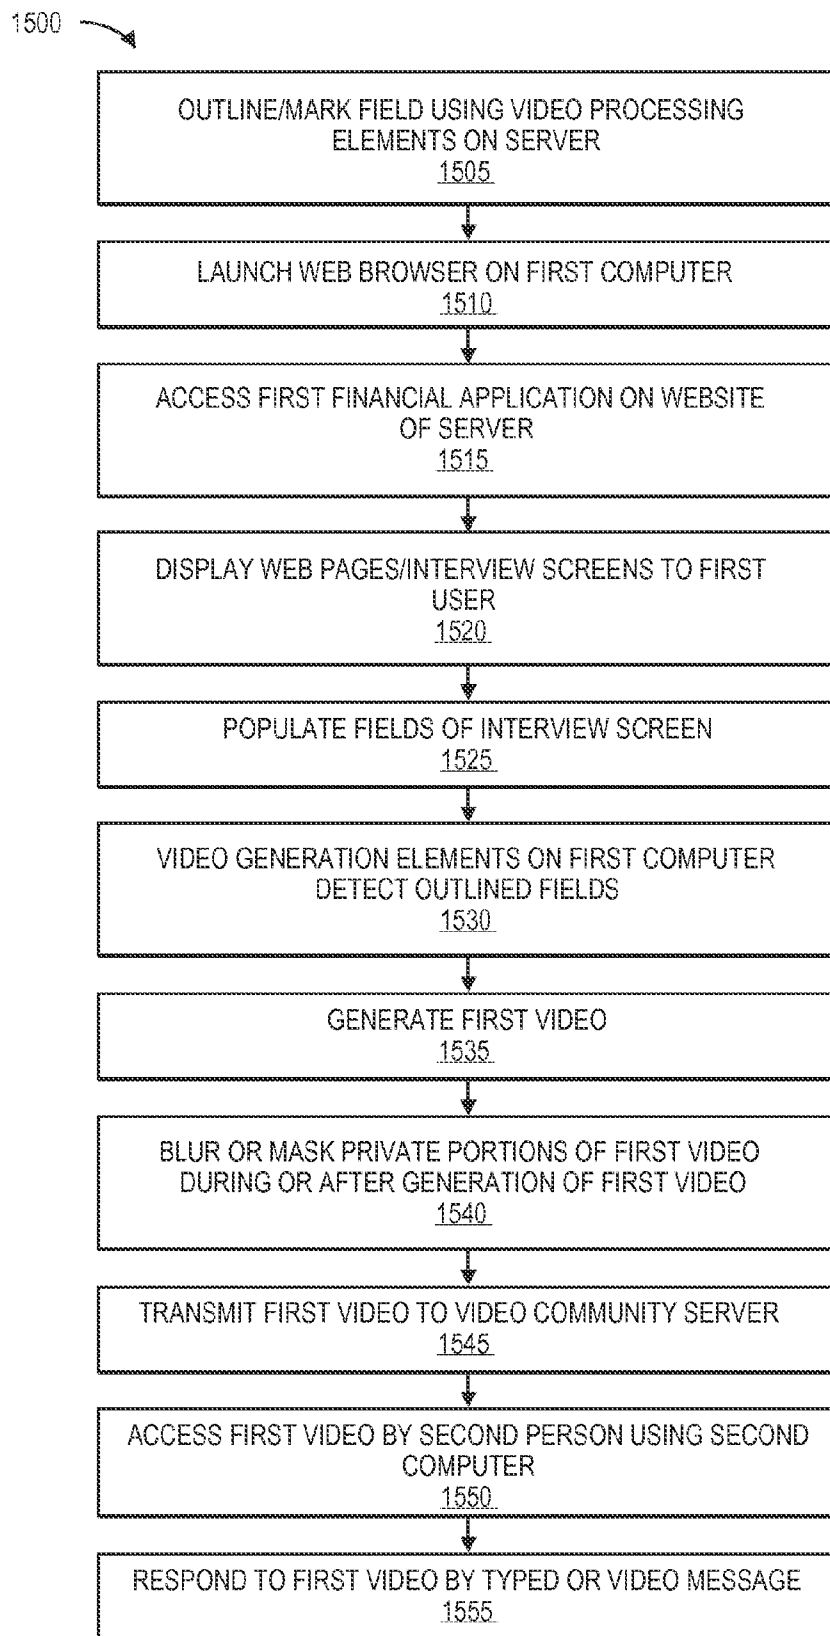 1500
OUTLINE/MARK FIELD USING VIDEO PROCESSING
ELEMENTS ON SERVER
1505
LAUNCH WEB BROWSER ON FIRST COMPUTER
1510
ACCESS FIRST FINANCIAL APPLICATION ON WEBSITE
OF SERVER
1515
DISPLAY WEB PAGES/INTERVIEW SCREENS TO FIRST
USER
1520
POPULATE FIELDS OF INTERVIEW SCREEN
1525
VIDEO GENERATION ELEMENTS ON FIRST COMPUTER
DETECT OUTLINED FIELDS
1530
GENERATE FIRST VIDEO
1535
BLUR OR MASK PRIVATE PORTIONS OF FIRST VIDEO
DURING OR AFTER GENERATION OF FIRST VIDEO
1540
TRANSMIT FIRST VIDEO TO VIDEO COMMUNITY SERVER
1545
ACCESS FIRST VIDEO BY SECOND PERSON USING SECOND
COMPUTER
1550
RESPOND TO FIRST VIDEO BY TYPED OR VIDEO MESSAGE
1555